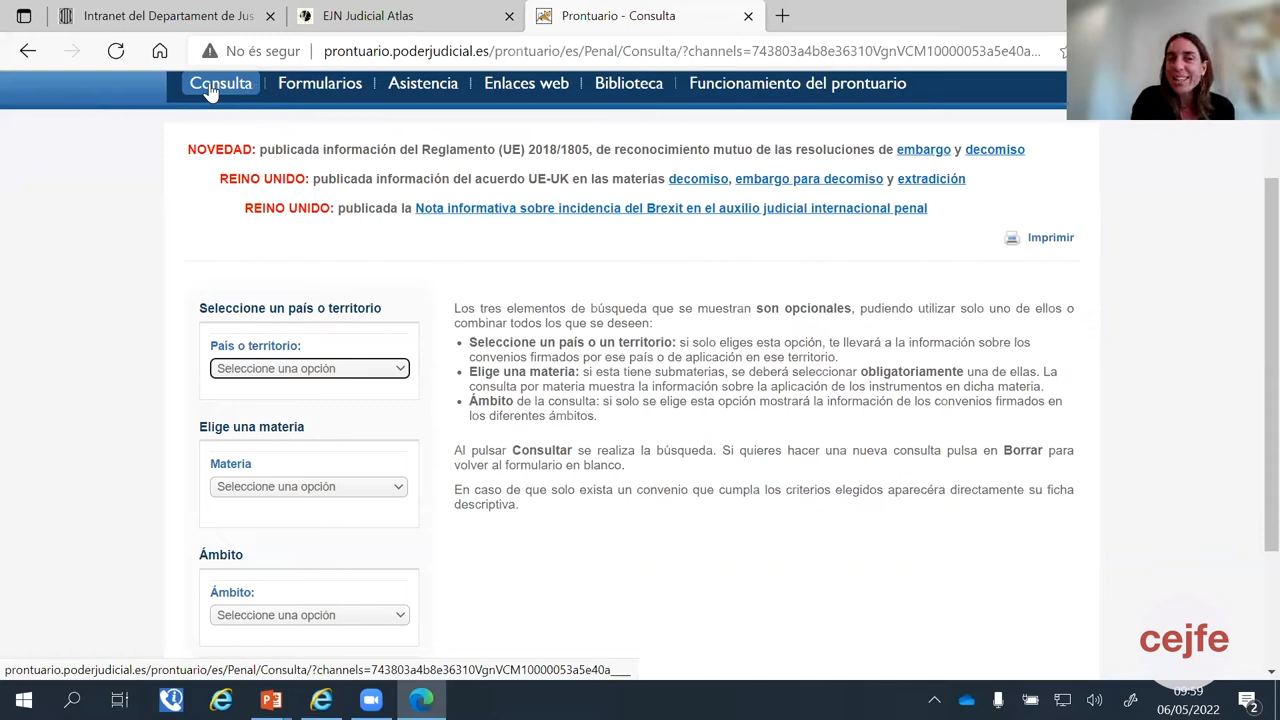 Intranet del Departament de Jus
EJN Judicial Atlas
Prontuario - Consulta
No és segur
prontuario.poderjudicial.es/prontuario/es/Penal/Consulta/?channels=743803a4b8e36310VgnVCM10000053a5e40a...
Consulta
Formularios
Asistencia
Enlaces web
Biblioteca
Funcionamiento del prontuario
NOVEDAD: publicada información del Reglamento (UE) 2018/1805, de reconocimiento mutuo de las resoluciones de embargo y decomiso
REINO UNIDO: publicada información del acuerdo UE-UK en las materias decomiso, embargo para decomiso y extradición
REINO UNIDO: publicada la Nota informativa sobre incidencia del Brexit en el auxilio judicial internacional penal
Imprimir
Seleccione un país o territorio
País o territorio:
Seleccione una opción
Elige una materia
Materia
Seleccione una opción
Ámbito
Ámbito:
Seleccione una opción
Los tres elementos de búsqueda que se muestran son opcionales, pudiendo utilizar solo uno de ellos o
combinar todos los que se deseen:
• Seleccione un país o un territorio: si solo eliges esta opción, te llevará a la información sobre los
convenios firmados por ese país o de aplicación en ese territorio.
• Elige una materia: si esta tiene submaterias, se deberá seleccionar obligatoriamente una de ellas. La
consulta por materia muestra la información sobre la aplicación de los instrumentos en dicha materia.
• Ámbito de la consulta: si solo se elige esta opción mostrará la información de los convenios firmados en
los diferentes ámbitos.
Al pulsar Consultar se realiza la búsqueda. Si quieres hacer una nueva consulta pulsa en Borrar para
volver al formulario en blanco.
En caso de que solo exista un convenio que cumpla los criterios elegidos aparecéra directamente su ficha
descriptiva.
cejfe
prontuario.poderjudicial.es/prontuario/es/Penal/Consulta/?channels=743803a4b8e36310VgnVCM10000053a5e40a___
09:59
06/05/2022
2